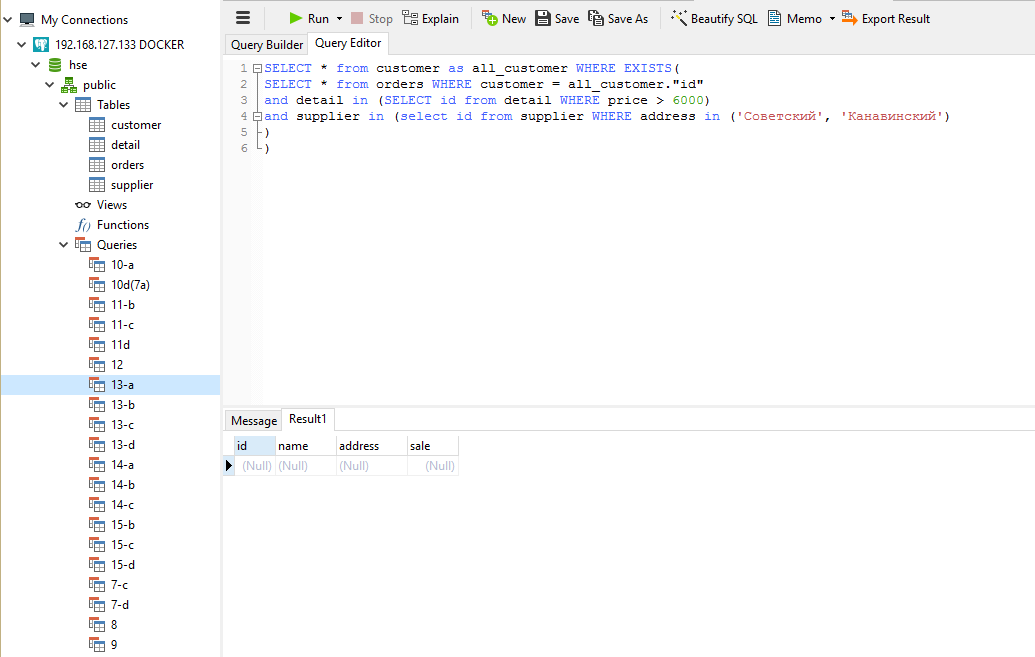 My Connections
192.168.127.133 DOCKER
hse
public
Tables
customer
detail
orders
supplier
Views
f() Functions
Queries
10-a
10d(7a)
11-b
11-c
11d
12
13-a
13-b
13-c
13-d
14-a
14-b
14-c
15-b
15-c
15-d
7-c
7-d
8
9
Run Stop Explain New Save Save As Beautify SQL Memo Export Result
Query Builder Query Editor
1 SELECT * from customer as all_customer WHERE EXISTS(
2 SELECT * from orders WHERE customer = all_customer."id"
3 and detail in (SELECT id from detail WHERE price > 6000)
4 and supplier in (select id from supplier WHERE address in ('Советский', 'Канавинский')
5 )
6 )
Message Result1
id name address sale
(Null) (Null) (Null) (Null)